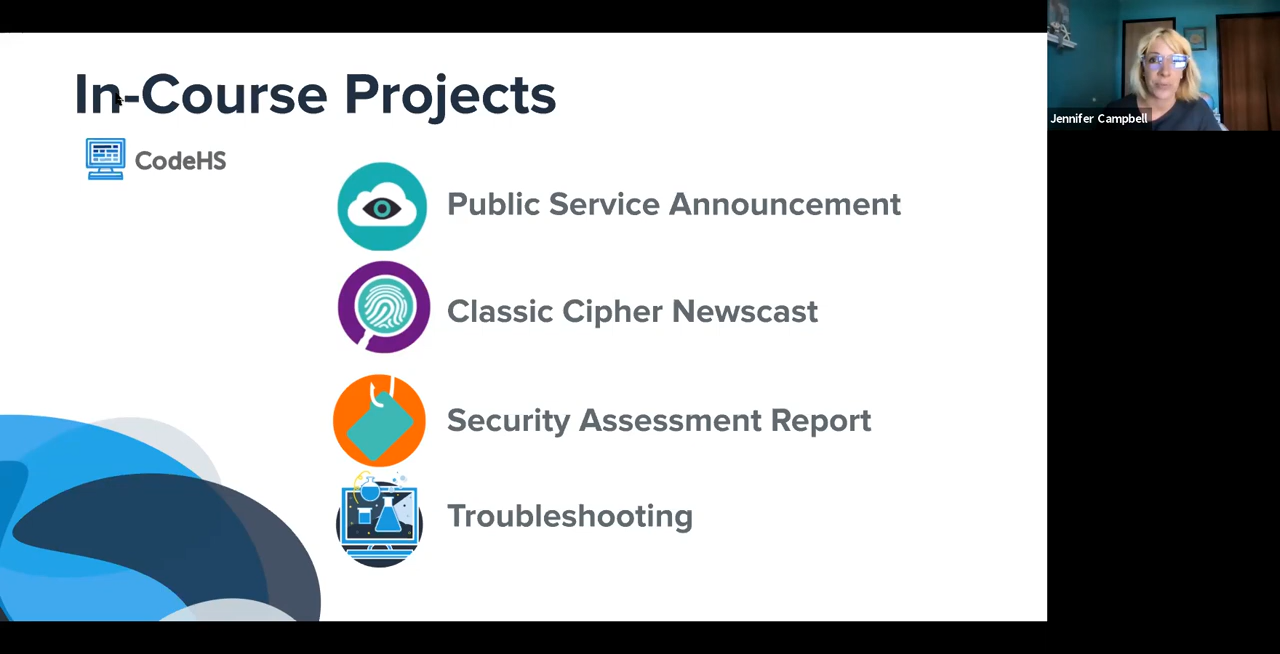 In-Course Projects
CodeHS
Public Service Announcement
Classic Cipher Newscast
Security Assessment Report
Troubleshooting
Jennifer Campbell